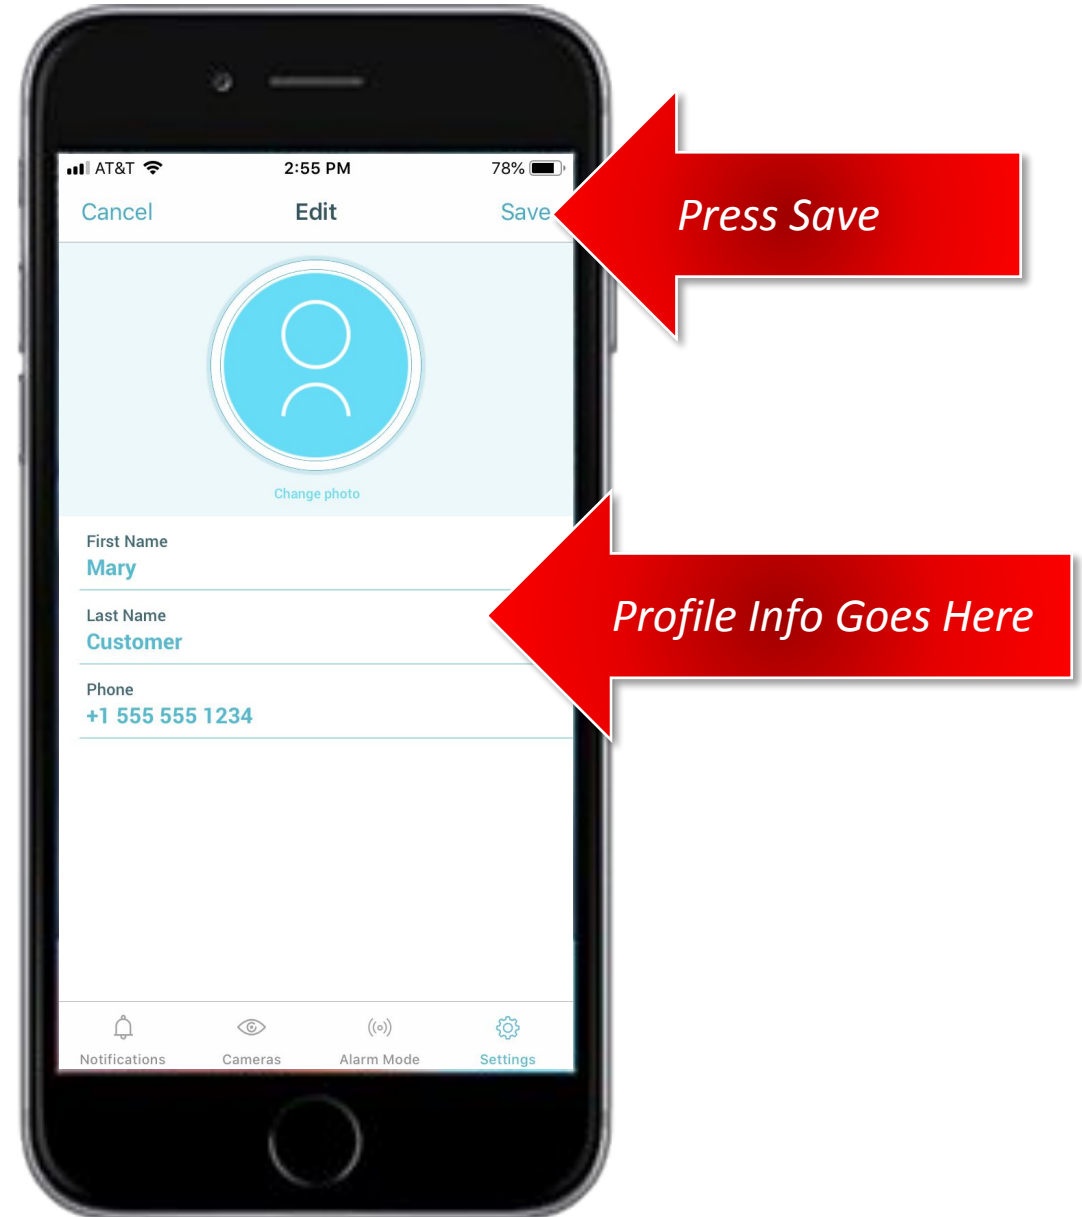 AT&T 2:55 PM 78%
Cancel Edit Save
Press Save
Change photo
First Name
Mary
Profile Info Goes Here
Last Name
Customer
Phone
+1 555 555 1234
Notifications Cameras Alarm Mode Settings